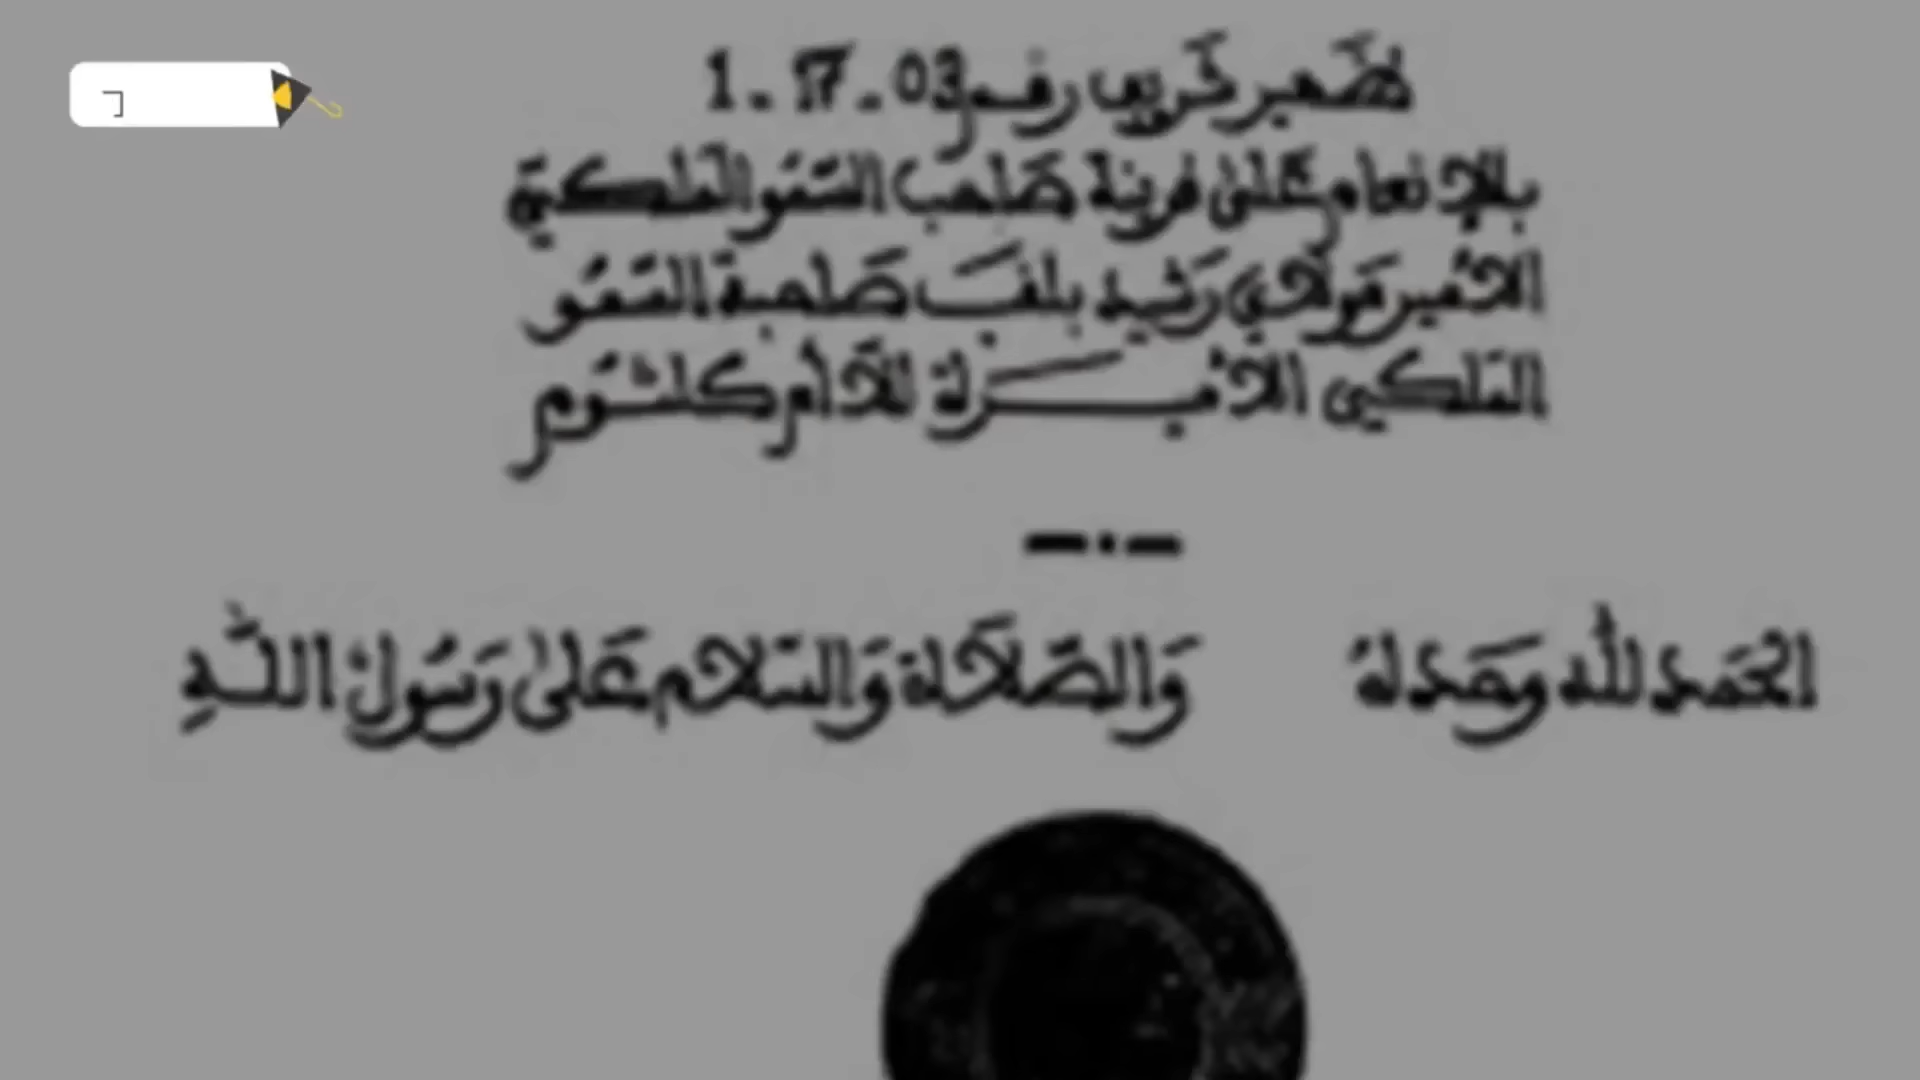 ظهير شريف رقم 1.17.03
بالإنعام على قرينة صاحب السمو الملكي
الأمير مولاي رشيد بلقب صاحبة السمو
الملكي الأميرة للا أم كلثوم
الحمد لله وحده والصلاة والسلام على رسول الله